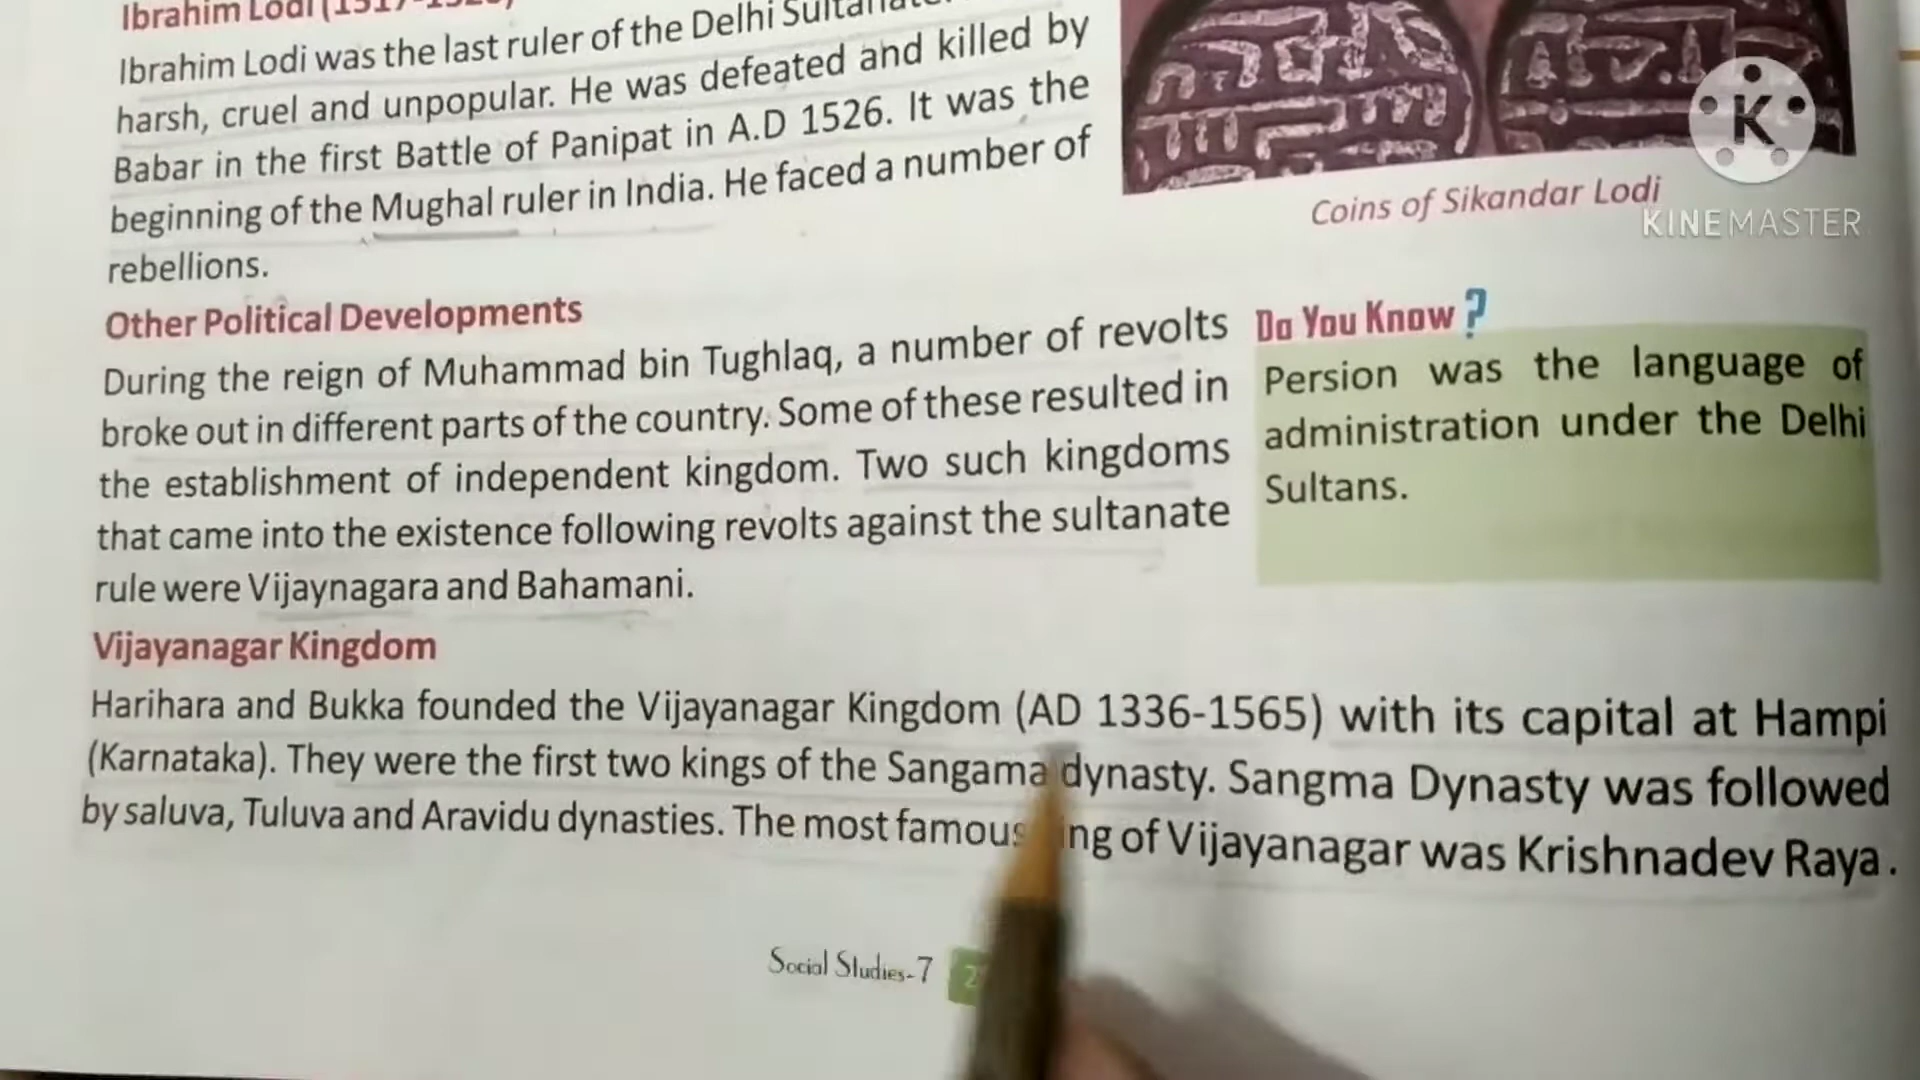 Ibrahim Lodi (1517-1526)
Ibrahim Lodi was the last ruler of the Delhi Sultanate.
harsh, cruel and unpopular. He was defeated and killed by
Babar in the first Battle of Panipat in A.D 1526. It was the
beginning of the Mughal ruler in India. He faced a number of
rebellions.
Coins of Sikandar Lodi
KINEMASTER
K
Other Political Developments
During the reign of Muhammad bin Tughlaq, a number of revolts
broke out in different parts of the country. Some of these resulted in
the establishment of independent kingdom. Two such kingdoms
that came into the existence following revolts against the sultanate
rule were Vijaynagara and Bahamani.
Do You Know ?
Persion was the language of
administration under the Delhi
Sultans.
Vijayanagar Kingdom
Harihara and Bukka founded the Vijayanagar Kingdom (AD 1336-1565) with its capital at Hampi
(Karnataka). They were the first two kings of the Sangama dynasty. Sangma Dynasty was followed
by saluva, Tuluva and Aravidu dynasties. The most famous ing of Vijayanagar was Krishnadev Raya.
Social Studies-7
2